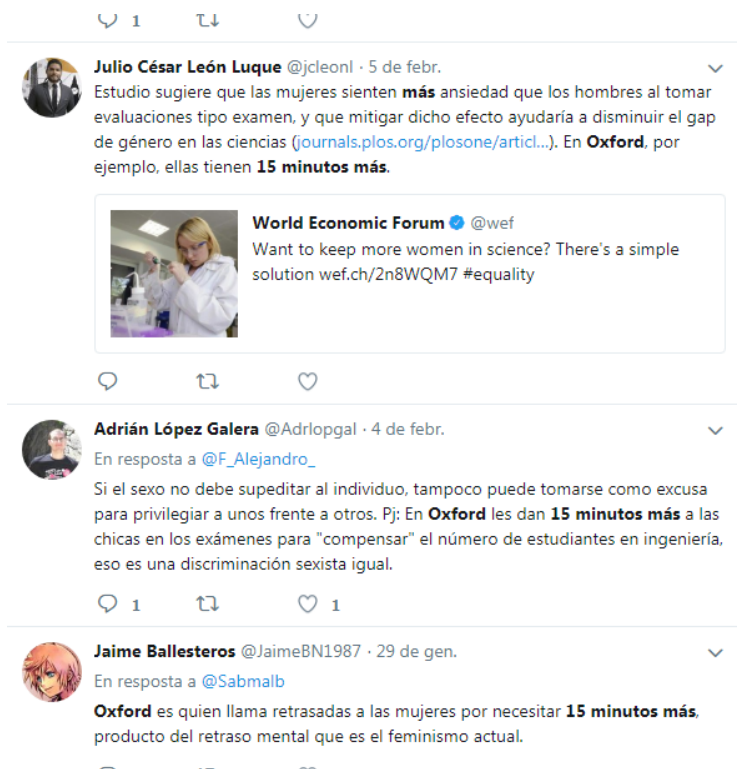 1
Julio César León Luque @jcleonl · 5 de febr.
Estudio sugiere que las mujeres sienten más ansiedad que los hombres al tomar
evaluaciones tipo examen, y que mitigar dicho efecto ayudaría a disminuir el gap
de género en las ciencias (journals.plos.org/plosone/articl...). En Oxford, por
ejemplo, ellas tienen 15 minutos más.
World Economic Forum @wef
Want to keep more women in science? There's a simple
solution wef.ch/2n8WQM7 #equality
Adrián López Galera @Adrlopgal · 4 de febr.
En resposta a @F_Alejandro_
Si el sexo no debe supeditar al individuo, tampoco puede tomarse como excusa
para privilegiar a unos frente a otros. Pj: En Oxford les dan 15 minutos más a las
chicas en los exámenes para "compensar" el número de estudiantes en ingeniería,
eso es una discriminación sexista igual.
1 1
Jaime Ballesteros @JaimeBN1987 · 29 de gen.
En resposta a @Sabmalb
Oxford es quien llama retrasadas a las mujeres por necesitar 15 minutos más,
producto del retraso mental que es el feminismo actual.